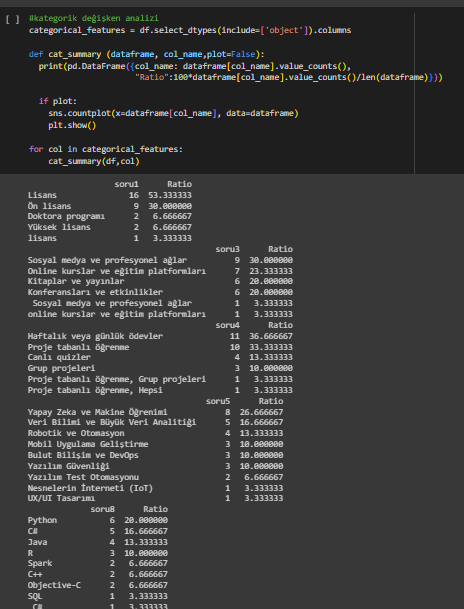 [ ] #kategorik değişken analizi
categorical_features = df.select_dtypes(include=['object']).columns
def cat_summary (dataframe, col_name,plot=False):
print(pd.DataFrame({col_name: dataframe[col_name].value_counts(),
"Ratio":100*dataframe[col_name].value_counts()/len(dataframe)}))
if plot:
sns.countplot(x=dataframe[col_name], data=dataframe)
plt.show()
for col in categorical_features:
cat_summary(df,col)
soru1 Ratio
Lisans 16 53.333333
Ön lisans 9 30.000000
Doktora programı 2 6.666667
Yüksek lisans 2 6.666667
lisans 1 3.333333
soru3 Ratio
Sosyal medya ve profesyonel ağlar 9 30.000000
Online kurslar ve eğitim platformları 7 23.333333
Kitaplar ve yayınlar 6 20.000000
Konferansları ve etkinlikler 6 20.000000
Sosyal medya ve profesyonel ağlar 1 3.333333
online kurslar ve eğitim platformları 1 3.333333
soru4 Ratio
Haftalık veya günlük ödevler 11 36.666667
Proje tabanlı öğrenme 10 33.333333
Canlı quizler 4 13.333333
Grup projeleri 3 10.000000
Proje tabanlı öğrenme, Grup projeleri 1 3.333333
Proje tabanlı öğrenme, Hepsi 1 3.333333
soru5 Ratio
Yapay Zeka ve Makine Öğrenimi 8 26.666667
Veri Bilimi ve Büyük Veri Analitiği 5 16.666667
Robotik ve Otomasyon 4 13.333333
Mobil Uygulama Geliştirme 3 10.000000
Bulut Bilişim ve DevOps 3 10.000000
Yazılım Güvenliği 3 10.000000
Yazılım Test Otomasyonu 2 6.666667
Nesnelerin İnterneti (IoT) 1 3.333333
UX/UI Tasarımı 1 3.333333
soru8 Ratio
Python 6 20.000000
C# 5 16.666667
Java 4 13.333333
R 3 10.000000
Spark 2 6.666667
C++ 2 6.666667
Objective-C 2 6.666667
SQL 1 3.333333
C# 1 3.333333